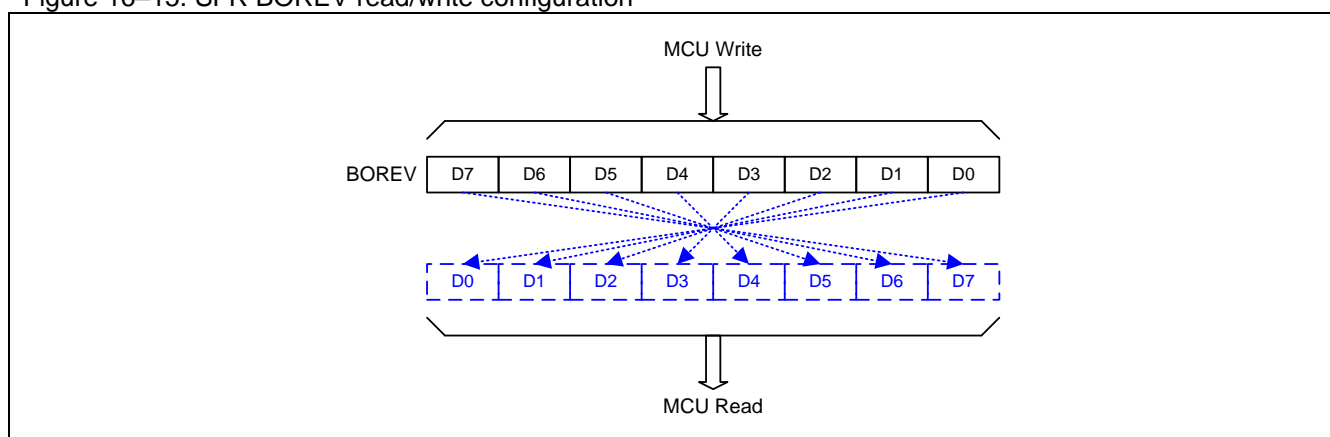 Figure 16–15: SFR BOREV read/write configuration
MCU Write
BOREV D7 D6 D5 D4 D3 D2 D1 D0
D0 D1 D2 D3 D4 D5 D6 D7
MCU Read